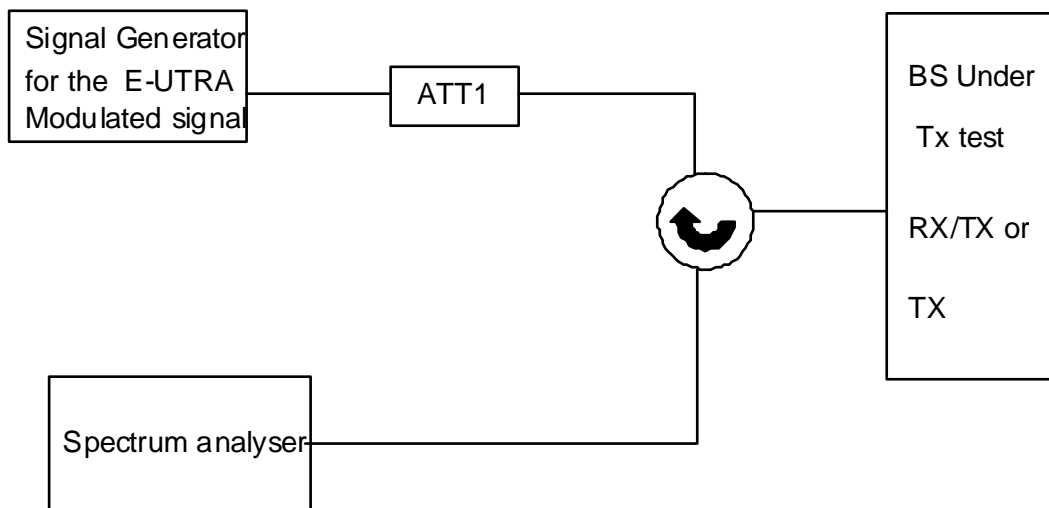 Signal Generator
for the E-UTRA
Modulated signal
ATT1
BS Under
Tx test
RX/TX or
TX
Spectrum analyser